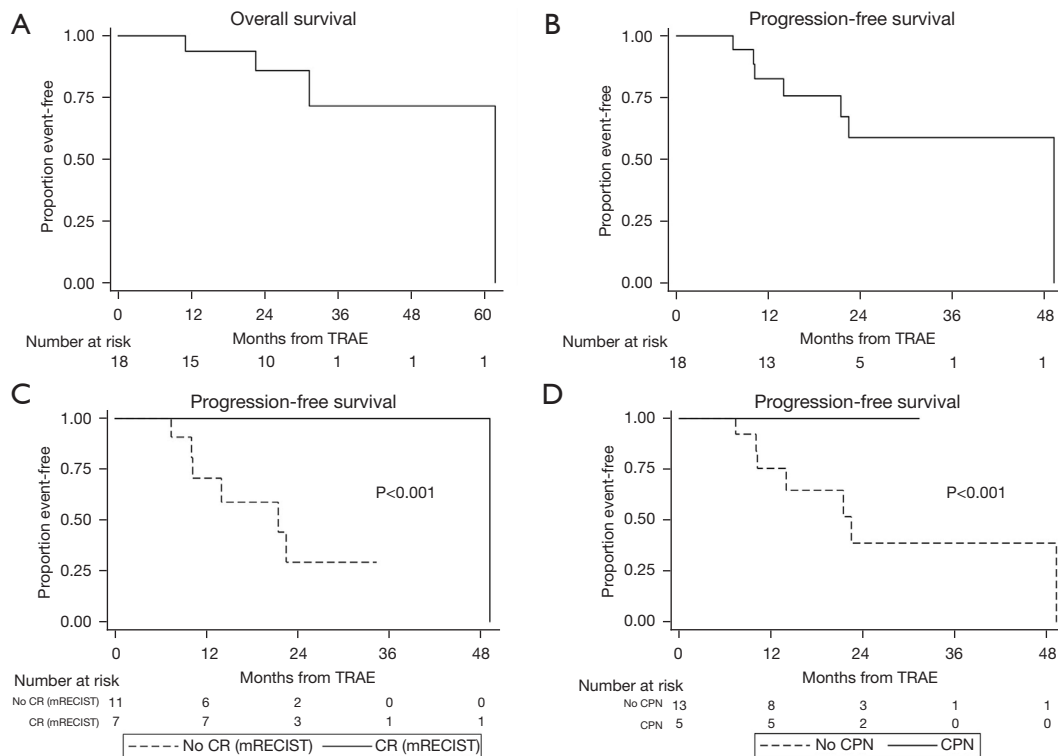 A
Overall survival
1.00
0.75
0.50
0.25
0.00
Proportion event-free
0 12 24 36 48 60
Months from TRAE
Number at risk
18 15 10 1 1 1
B
Progression-free survival
1.00
0.75
0.50
0.25
0.00
Proportion event-free
0 12 24 36 48
Months from TRAE
Number at risk
18 13 5 1 1
C
Progression-free survival
1.00
0.75
0.50
0.25
0.00
Proportion event-free
P<0.001
0 12 24 36 48
Months from TRAE
Number at risk
No CR (mRECIST) 11 6 2 0 0
CR (mRECIST) 7 7 3 1 1
No CR (mRECIST) CR (mRECIST)
D
Progression-free survival
1.00
0.75
0.50
0.25
0.00
Proportion event-free
P<0.001
0 12 24 36 48
Months from TRAE
Number at risk
No CPN 13 8 3 1 1
CPN 5 5 2 0 0
No CPN CPN